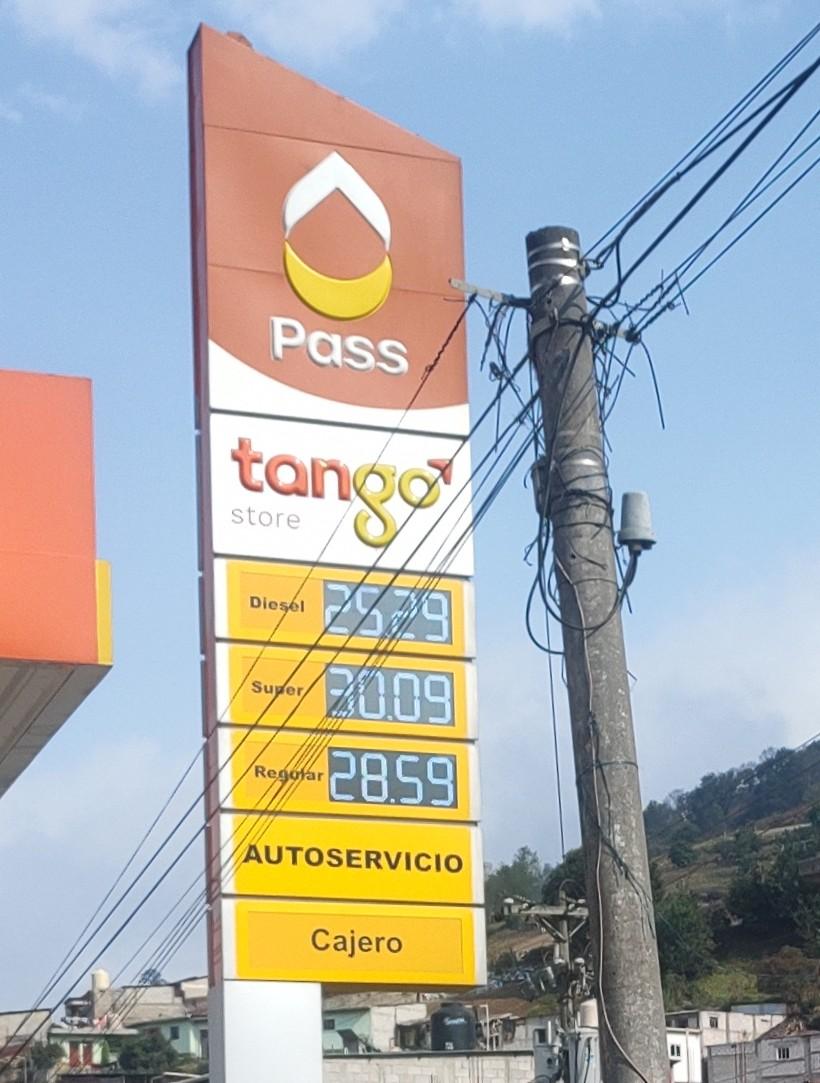 Pass
tango
store
Diesel 25.29
Super 30.09
Regular 28.59
AUTOSERVICIO
Cajero